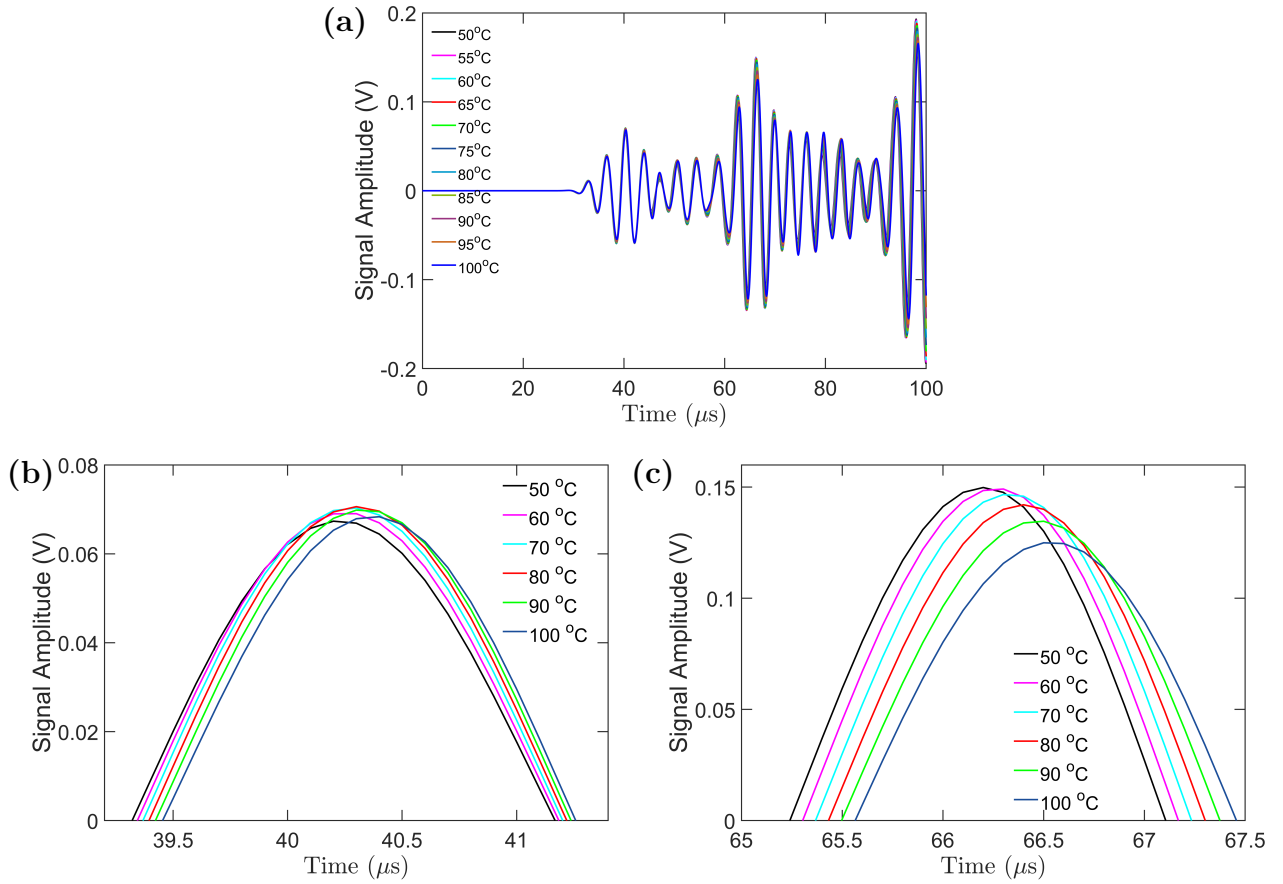 (a)
Signal Amplitude (V)
0.2
0.1
0
-0.1
-0.2
50°C
55°C
60°C
65°C
70°C
75°C
80°C
85°C
90°C
95°C
100°C
0 20 40 60 80 100
Time (μs)
(b)
Signal Amplitude (V)
0.08
0.06
0.04
0.02
0
50 °C
60 °C
70 °C
80 °C
90 °C
100 °C
39.5 40 40.5 41
Time (μs)
(c)
Signal Amplitude (V)
0.15
0.1
0.05
0
50 °C
60 °C
70 °C
80 °C
90 °C
100 °C
65 65.5 66 66.5 67 67.5
Time (μs)